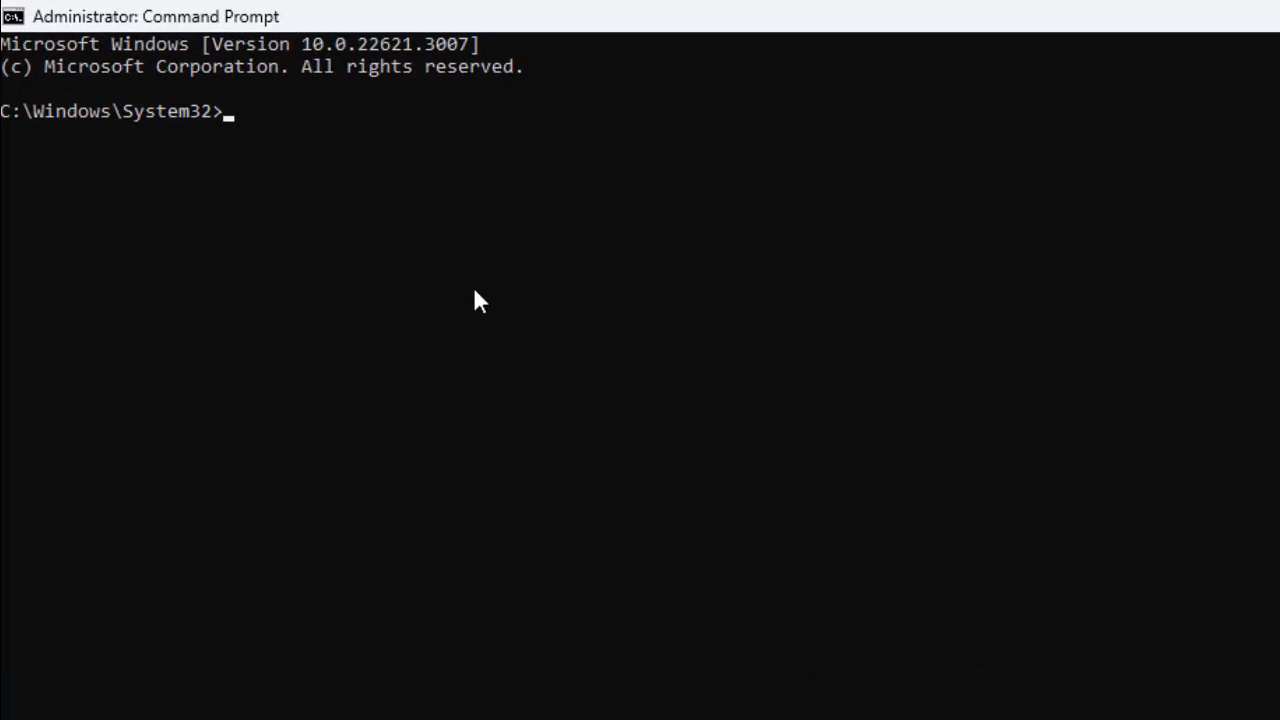 Administrator: Command Prompt
Microsoft Windows [Version 10.0.22621.3007]
(c) Microsoft Corporation. All rights reserved.
C:\Windows\System32>